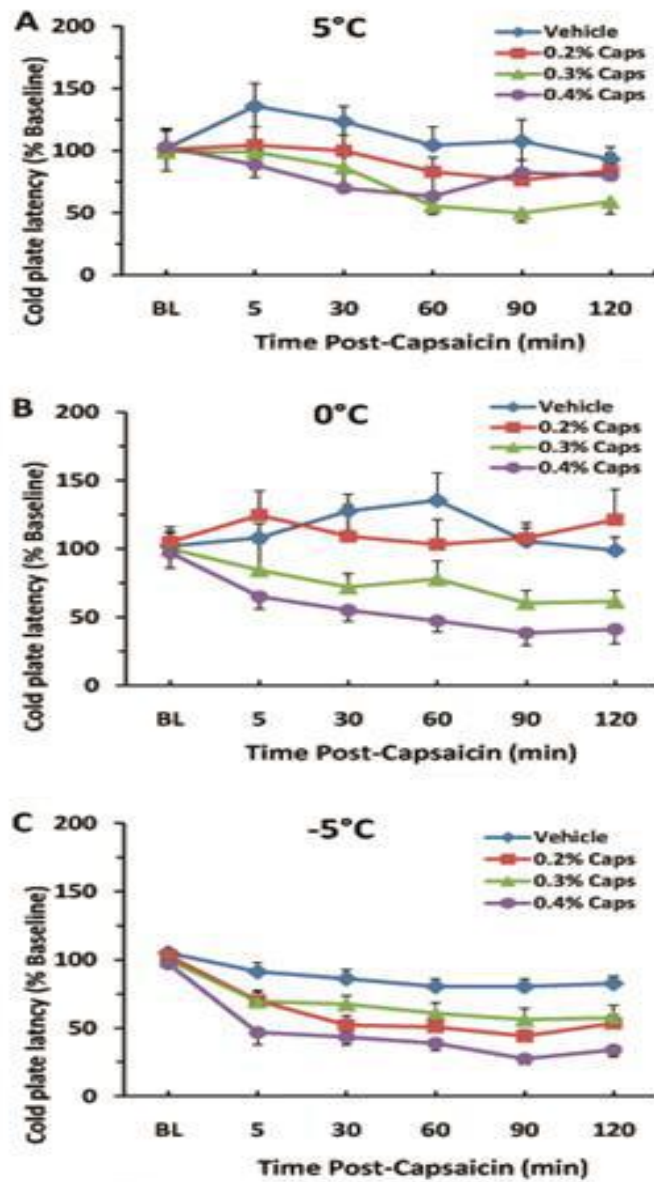 A
5°C
Vehicle
0.2% Caps
0.3% Caps
0.4% Caps
Cold plate latency (% Baseline)
200
150
100
50
0
BL 5 30 60 90 120
Time Post-Capsaicin (min)
B
0°C
Vehicle
0.2% Caps
0.3% Caps
0.4% Caps
Cold plate latency (% Baseline)
200
150
100
50
0
BL 5 30 60 90 120
Time Post-Capsaicin (min)
C
-5°C
Vehicle
0.2% Caps
0.3% Caps
0.4% Caps
Cold plate latncy (% Baseline)
200
150
100
50
0
BL 5 30 60 90 120
Time Post-Capsaicin (min)